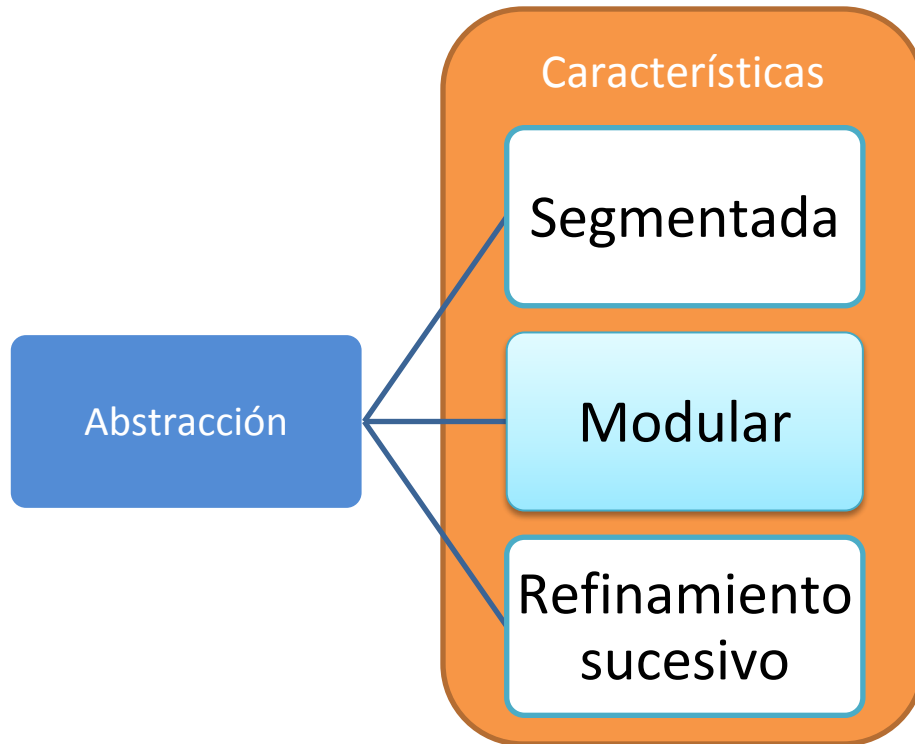 Características
Segmentada
Abstracción
Modular
Refinamiento
sucesivo